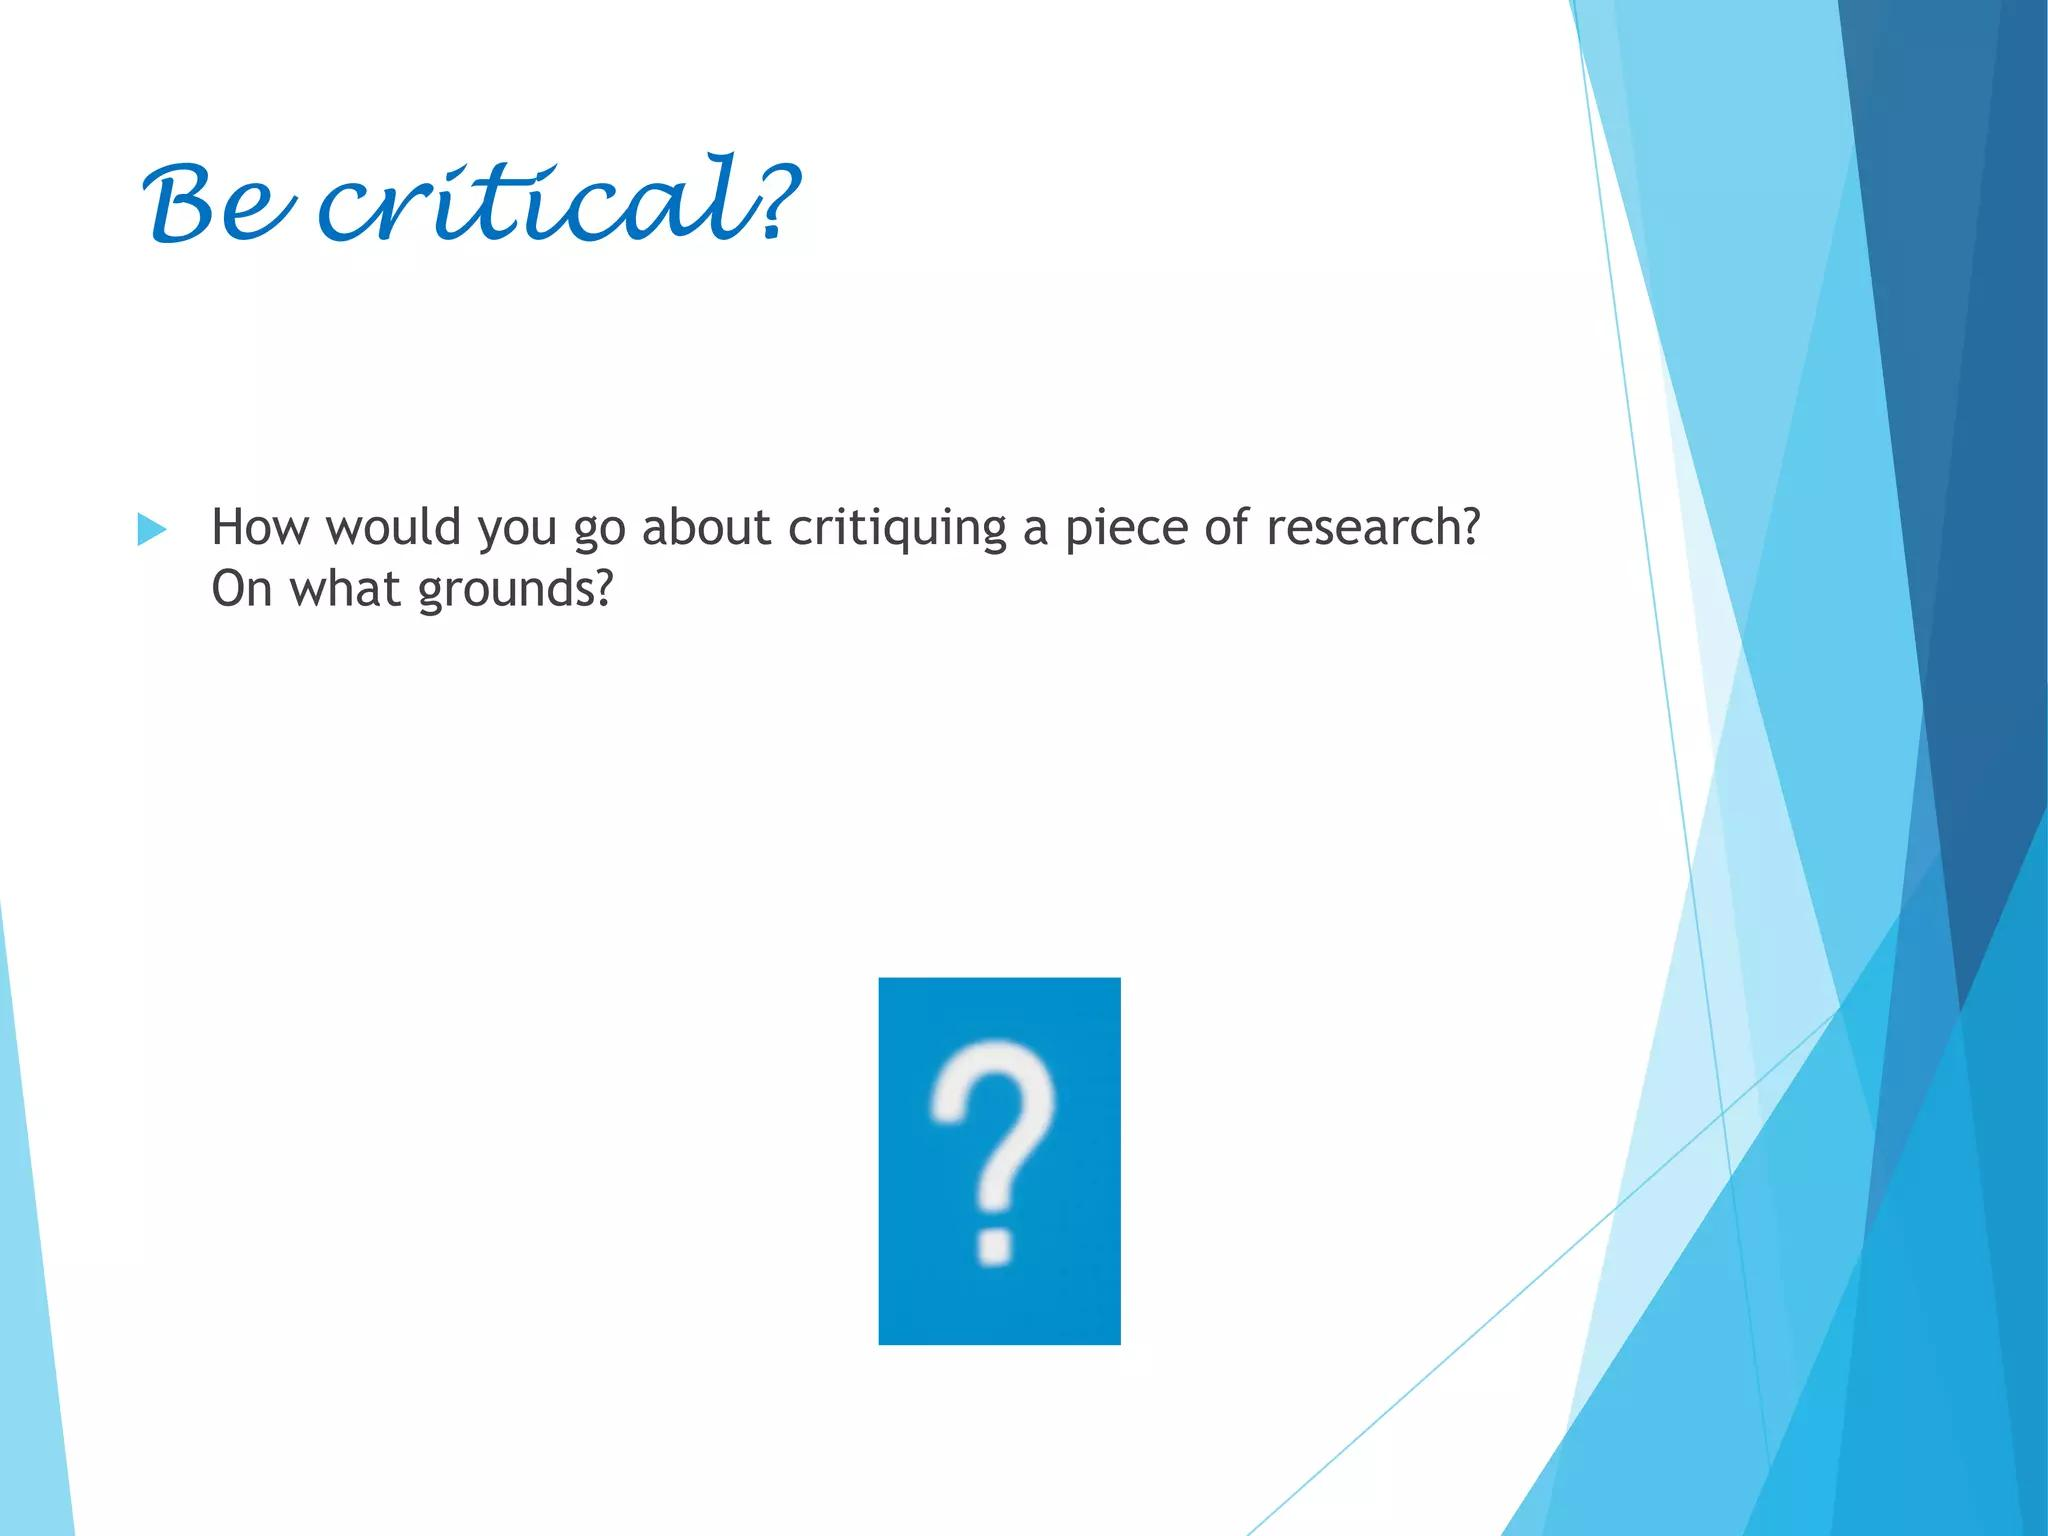 Be critical?
How would you go about critiquing a piece of research?
On what grounds?
?